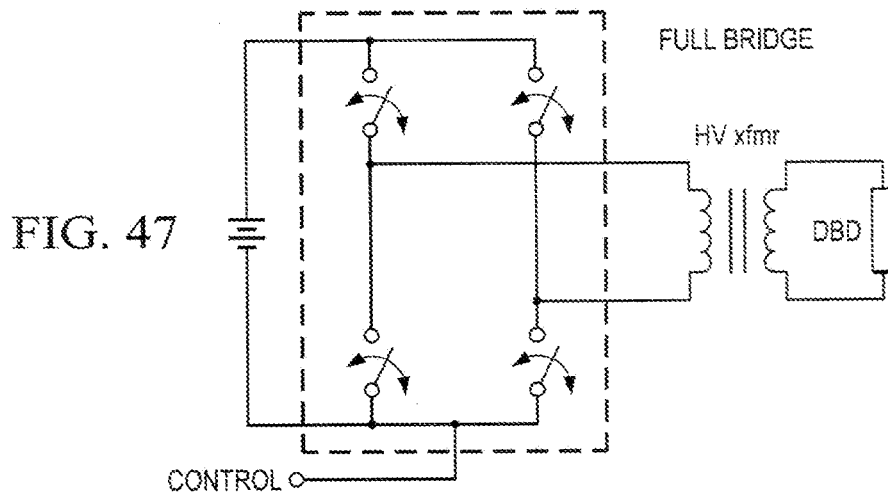 FULL BRIDGE
HV xfmr
FIG. 47
DBD
CONTROL